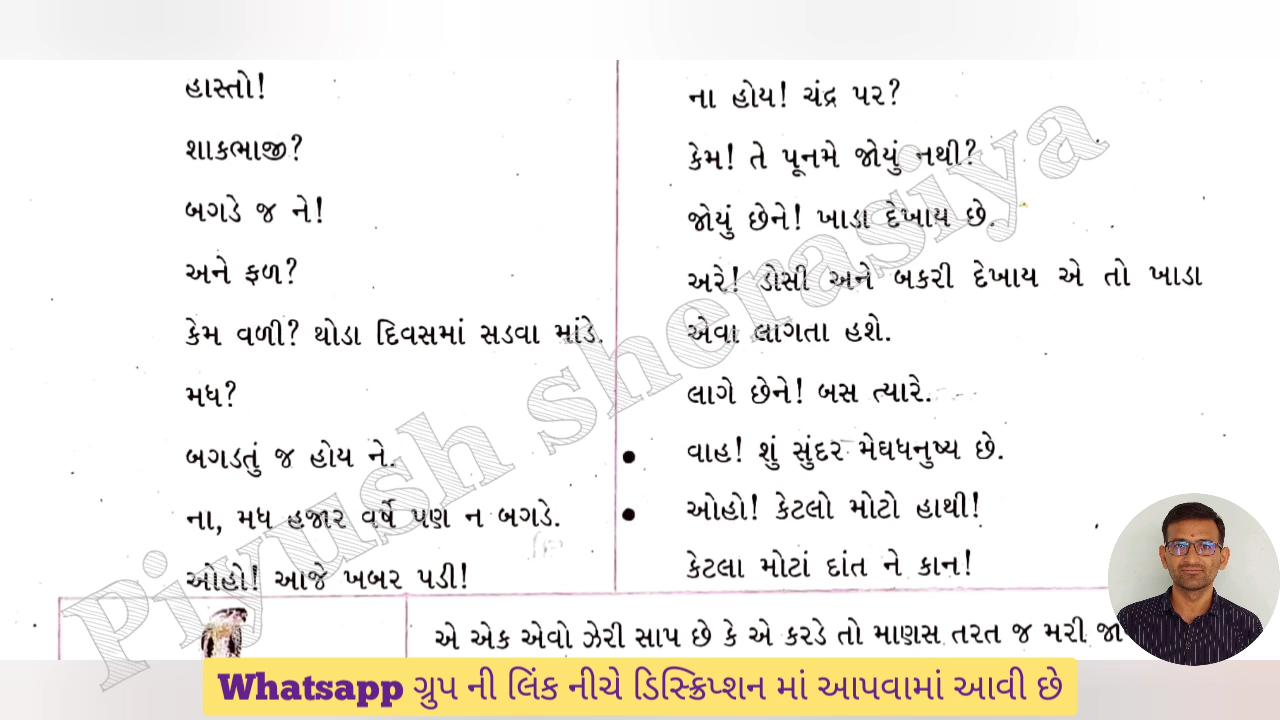 હાસ્તો!
શાકભાજી?
બગડે જ ને!
અને ફળ?
કેમ વળી? થોડા દિવસમાં સડવા માંડે.
મધ?
બગડતું જ હોય ને.
ના, મધ હજાર વર્ષે પણ ન બગડે.
ઓહો! આજે ખબર પડી!
ના હોય! ચંદ્ર પર?
કેમ! તે પૂનમે જોયું નથી?
જોયું છેને! ખાડા દેખાય છે.
અરે! ડોસી અને બકરી દેખાય એ તો ખાડા
એવા લાગતા હશે.
લાગે છેને! બસ ત્યારે.
• વાહ! શું સુંદર મેઘધનુષ્ય છે.
• ઓહો! કેટલો મોટો હાથી!
કેટલા મોટાં દાંત ને કાન!
એ એક એવો ઝેરી સાપ છે કે એ કરડે તો માણસ તરત જ મરી
Piyush sherasiya
Whatsapp ગ્રુપ ની લિંક નીચે ડિસ્ક્રિપ્શન માં આપવામાં આવી છે